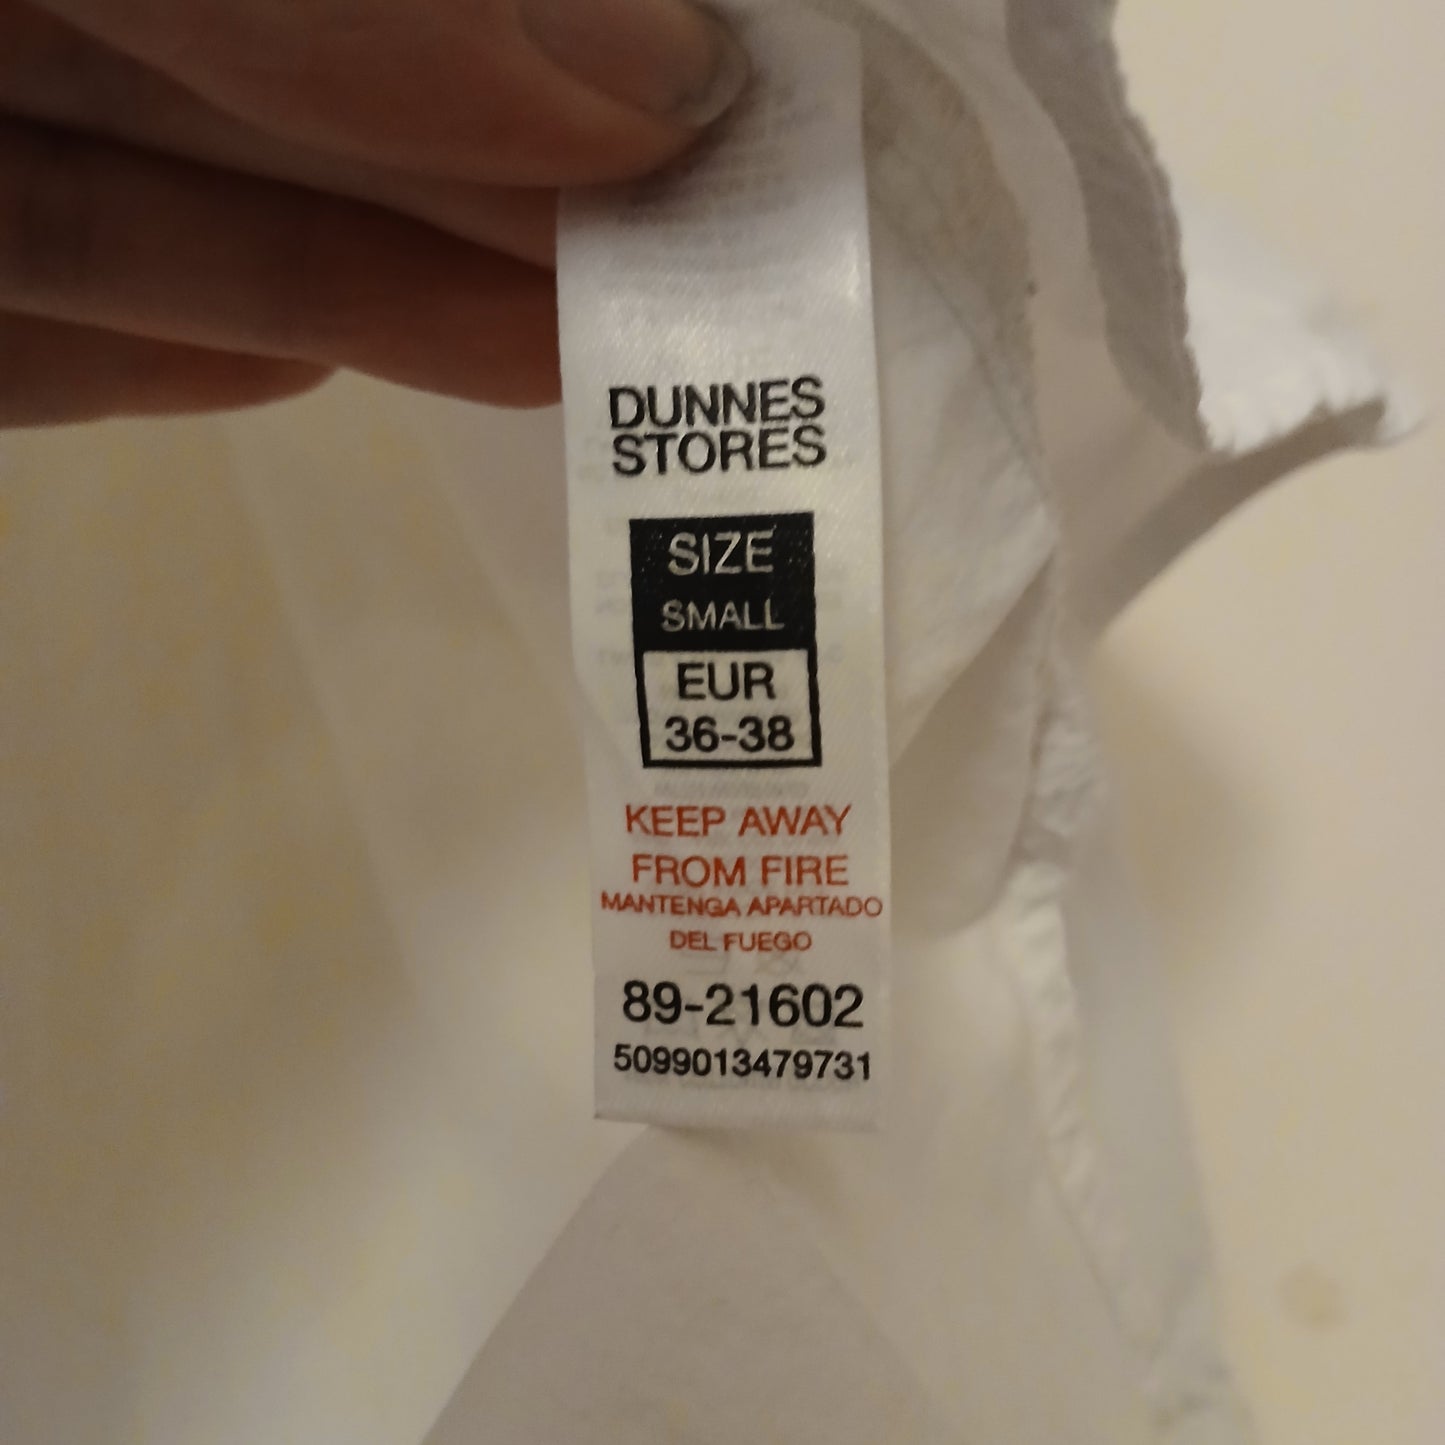 DUNNES
STORES
SIZE
SMALL
EUR
36-38
KEEP AWAY
FROM FIRE
MANTENGA APARTADO
DEL FUEGO
89-21602
5099013479731